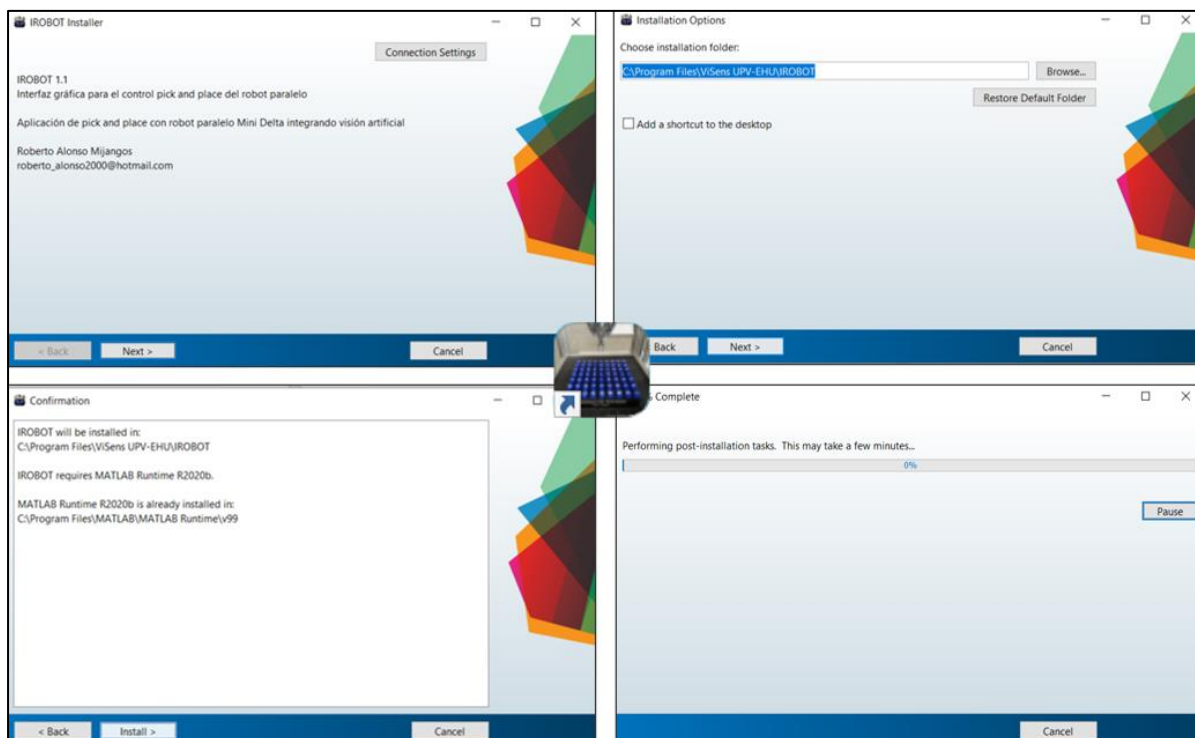 IROBOT Installer
Connection Settings
IROBOT 1.1
Interfaz gráfica para el control pick and place del robot paralelo
Aplicación de pick and place con robot paralelo Mini Delta integrando visión artificial
Roberto Alonso Mijangos
roberto_alonso2000@hotmail.com
< Back
Next >
Cancel
Installation Options
Choose installation folder:
C:\Program Files\ViSens UPV-EHU\IROBOT
Browse...
Restore Default Folder
Add a shortcut to the desktop
Back
Next >
Cancel
Confirmation
IROBOT will be installed in:
C:\Program Files\ViSens UPV-EHU\IROBOT
IROBOT requires MATLAB Runtime R2020b.
MATLAB Runtime R2020b is already installed in:
C:\Program Files\MATLAB\MATLAB Runtime\v99
< Back
Install >
Cancel
Complete
Performing post-installation tasks. This may take a few minutes...
0%
Pause
Cancel